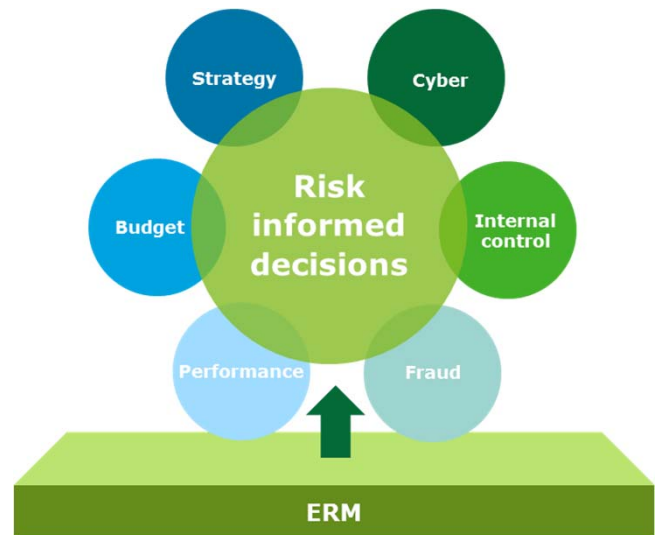 Strategy
Cyber
Risk
informed
decisions
Budget
Internal
control
Performance
Fraud
ERM